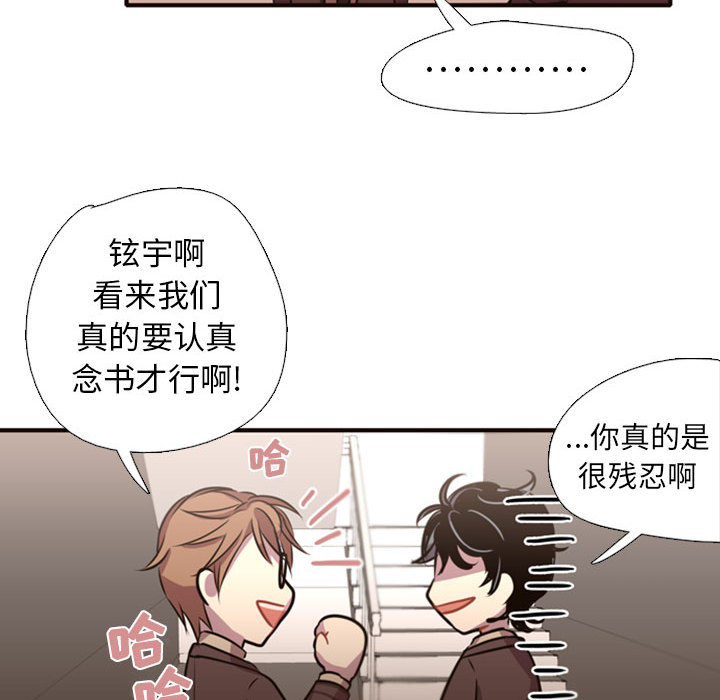 …………
铉宇啊
看来我们
真的要认真
念书才行啊!
…你真的是
很残忍啊
哈
哈
哈